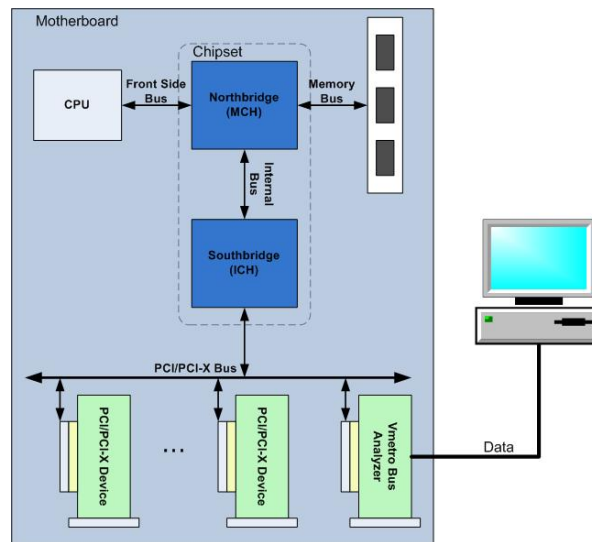 Motherboard
Chipset
CPU
Front Side
Bus
Northbridge
(MCH)
Memory
Bus
Internal
Bus
Southbridge
(ICH)
PCI/PCI-X Bus
PCI/PCI-X Device
...
PCI/PCI-X Device
Vmetro Bus
Analyzer
Data